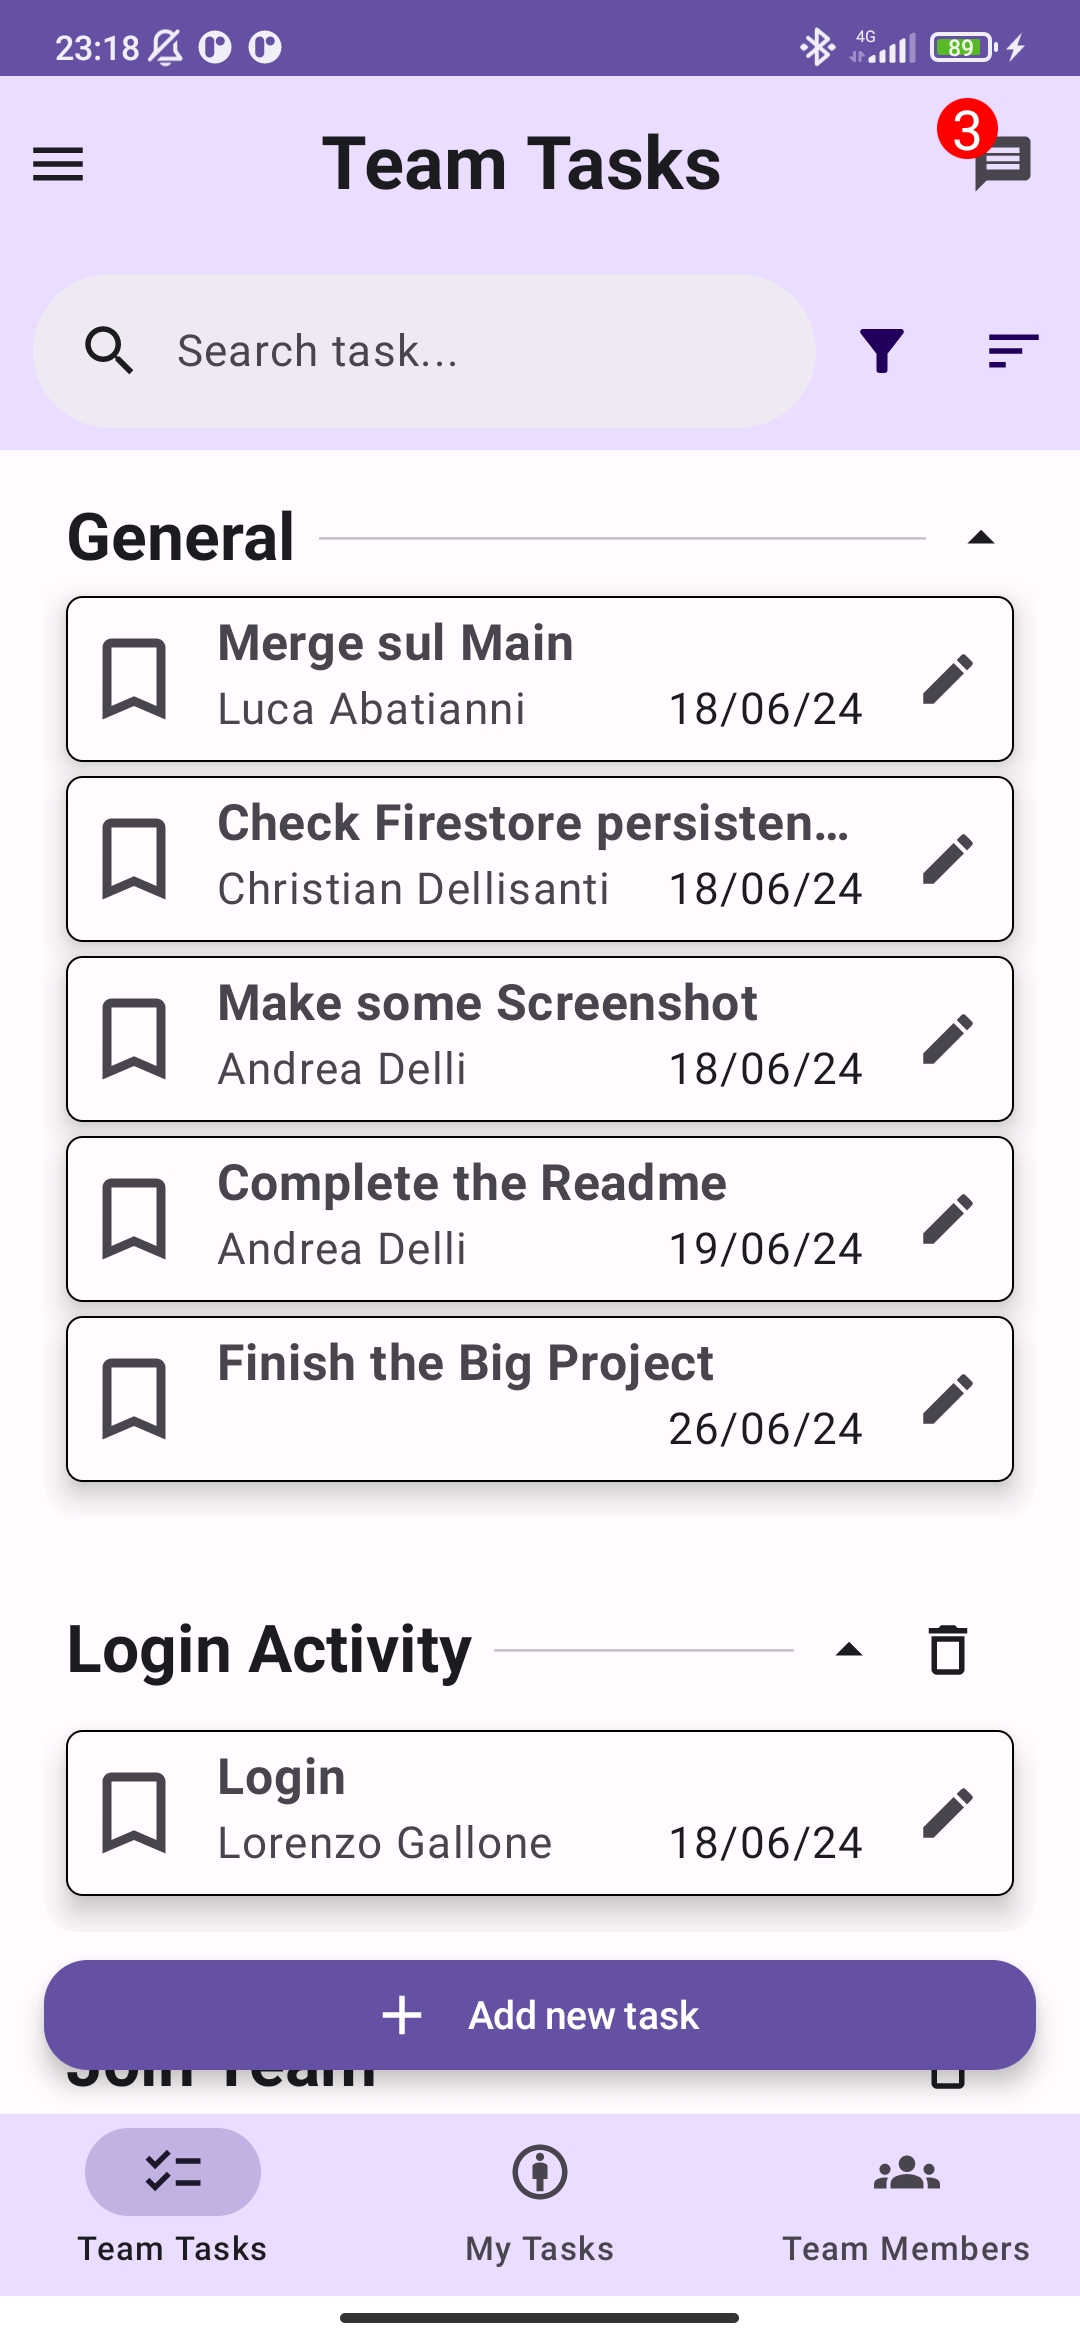 23:18
4G
89
Team Tasks
3
Search task...
General
Merge sul Main
Luca Abatianni 18/06/24
Check Firestore persisten...
Christian Dellisanti 18/06/24
Make some Screenshot
Andrea Delli 18/06/24
Complete the Readme
Andrea Delli 19/06/24
Finish the Big Project
26/06/24
Login Activity
Login
Lorenzo Gallone 18/06/24
Add new task
Join Team
Team Tasks
My Tasks
Team Members